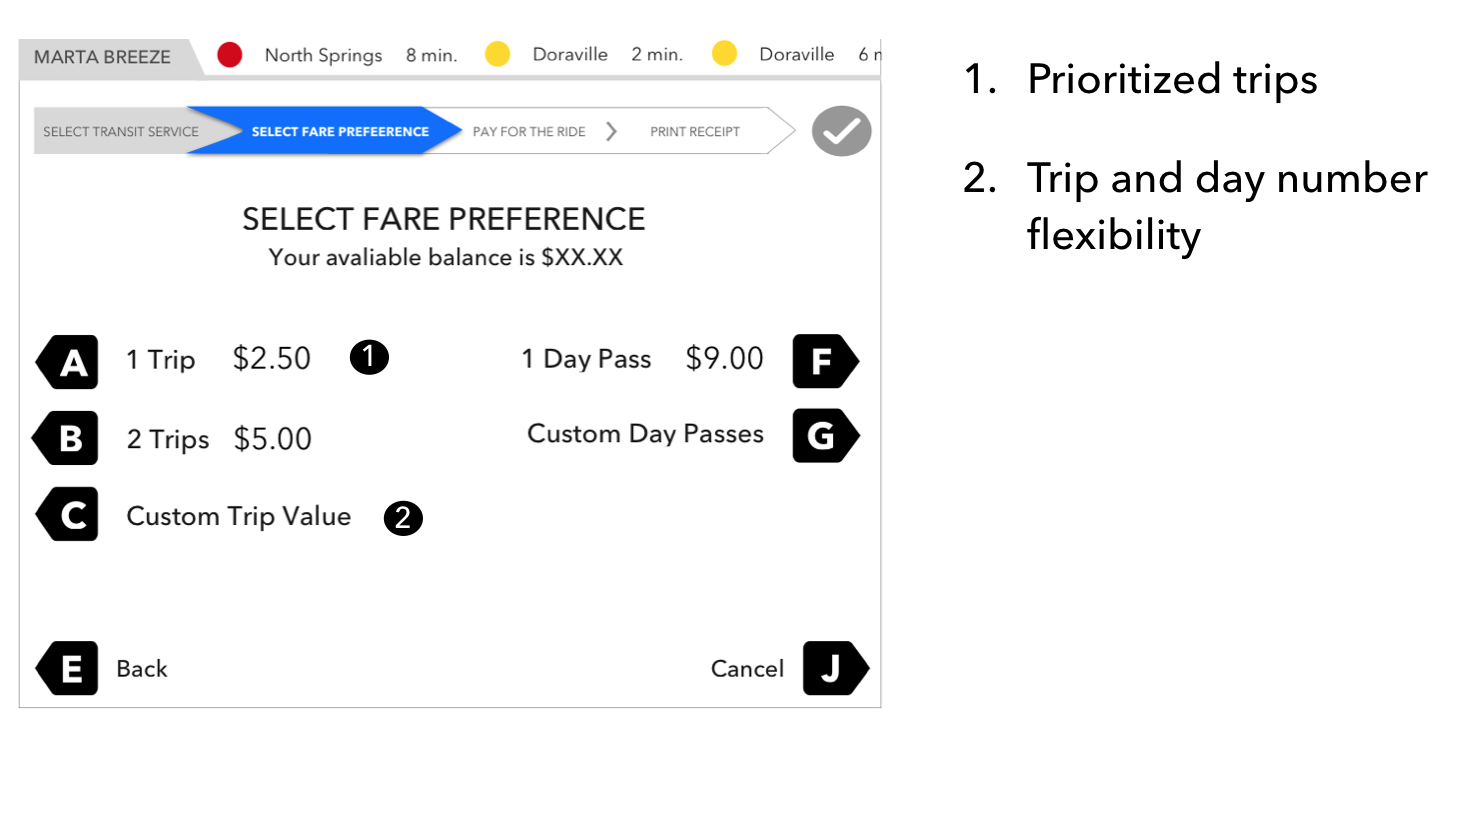 MARTA BREEZE North Springs 8 min. Doraville 2 min. Doraville 6
SELECT TRANSIT SERVICE SELECT FARE PREFEERENCE PAY FOR THE RIDE PRINT RECEIPT
SELECT FARE PREFERENCE
Your avaliable balance is $XX.XX
A 1 Trip $2.50 1 1 Day Pass $9.00 F
B 2 Trips $5.00 Custom Day Passes G
C Custom Trip Value 2
E Back Cancel J
1. Prioritized trips
2. Trip and day number
flexibility